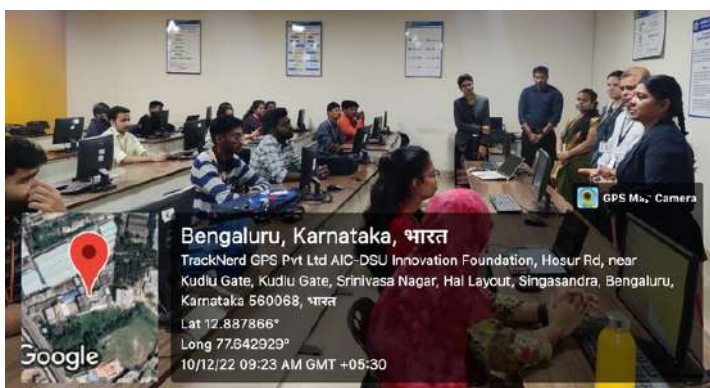 GPS Map Camera
Bengaluru, Karnataka, भारत
TrackNerd GPS Pvt Ltd AIC-DSU Innovation Foundation, Hosur Rd, near
Kudlu Gate, Kudlu Gate, Srinivasa Nagar, Hal Layout, Singasandra, Bengaluru,
Karnataka 560068, भारत
Lat 12.887866°
Long 77.642929°
10/12/22 09:23 AM GMT +05:30
Google